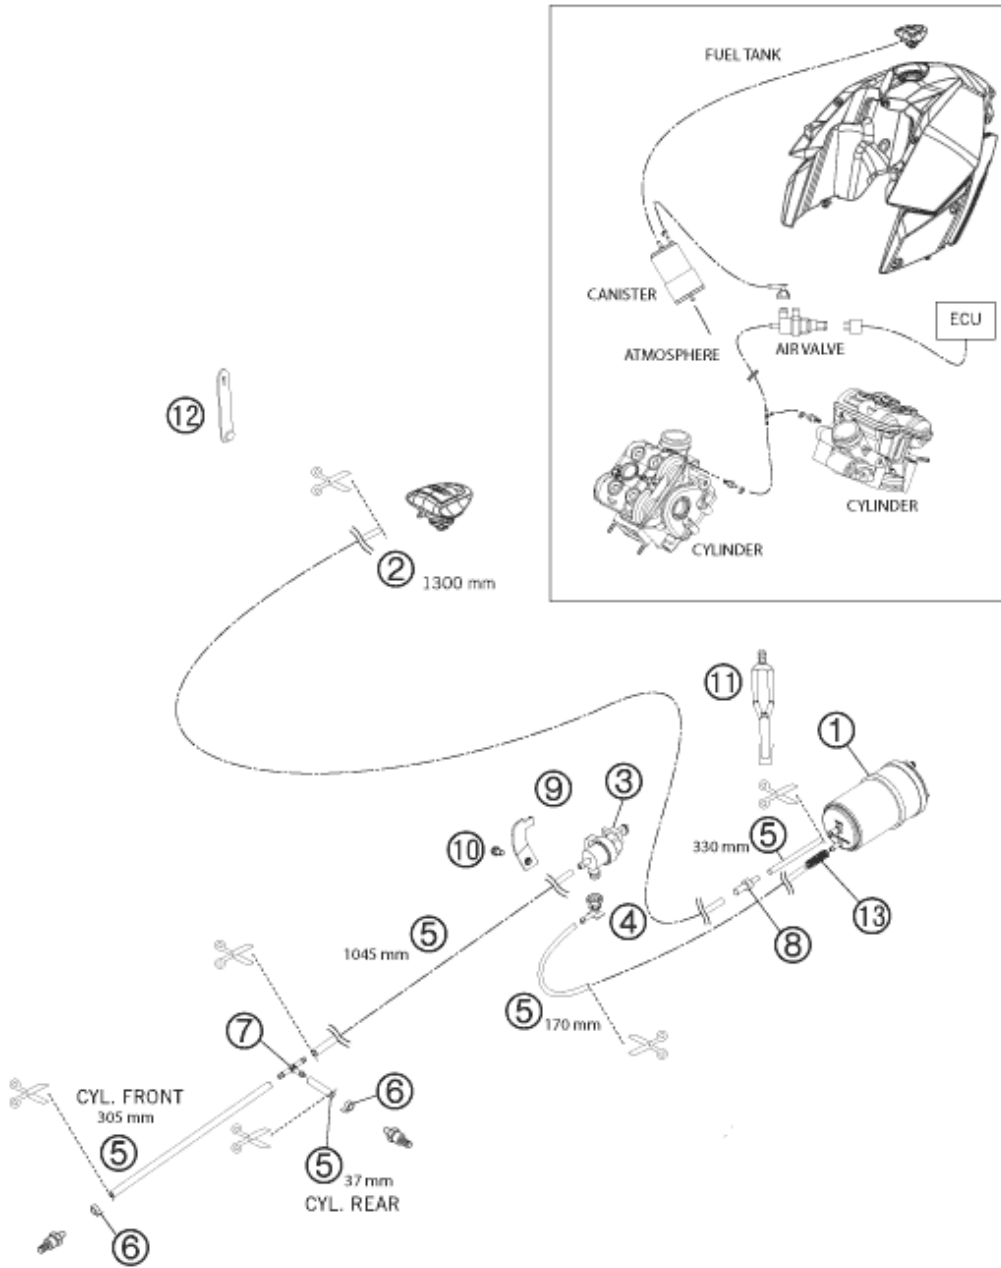 FUEL TANK
CANISTER
ECU
ATMOSPHERE
AIR VALVE
CYLINDER
CYLINDER
12
2
1300 mm
11
1
9
3
10
5
330 mm
4
13
8
5
1045 mm
5
170 mm
7
CYL. FRONT
305 mm
6
5
5
37 mm
CYL. REAR
6